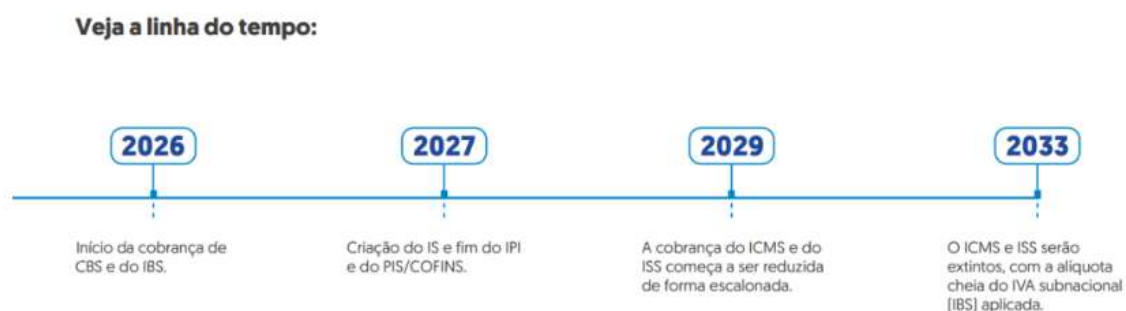 Veja a linha do tempo:
2026
2027
2029
2033
Início da cobrança de
CBS e do IBS.
Criação do IS e fim do IPI
e do PIS/COFINS.
A cobrança do ICMS e do
ISS começa a ser reduzida
de forma escalonada.
O ICMS e ISS serão
extintos, com a alíquota
cheia do IVA subnacional
[IBS] aplicada.